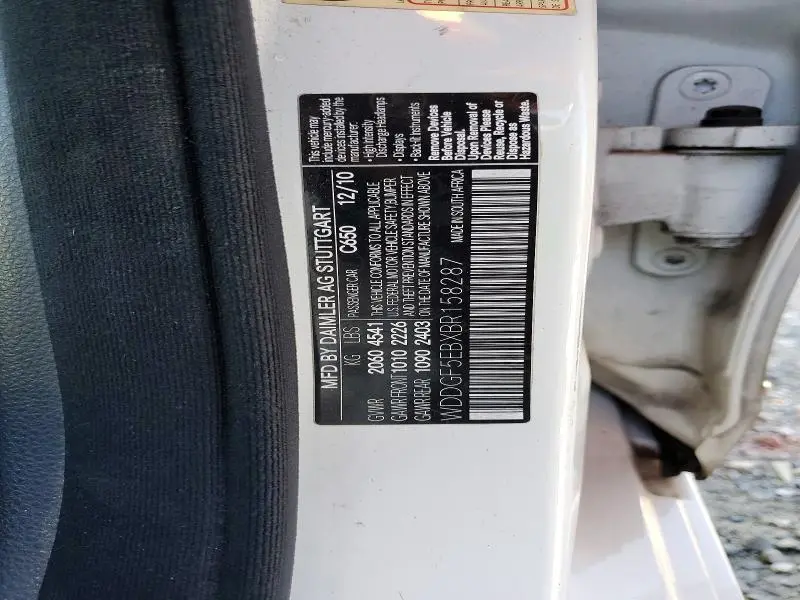 MFD BY DAIMLER AG STUTTGART
KG LBS PASSENGER CAR C650 12/10
GVWR 2060 4541 THIS VEHICLE CONFORMS TO ALL APPLICABLE
U.S. FEDERAL MOTOR VEHICLE SAFETY, BUMPER
GAWR FRONT 1010 2226 AND THEFT PREVENTION STANDARDS IN EFFECT
GAWR REAR 1090 2403 ON THE DATE OF MANUFACTURE SHOWN ABOVE
WDDGF5EBXBR158287 MADE IN SOUTH AFRICA
This vehicle may
include mercury-added
devices installed by the
manufacturer:
• High Intensity
Discharge Headlamps
• Displays
• Back-lit Instruments
Remove Devices
Before Vehicle
Disposal.
Upon Removal of
Devices Please
Reuse, Recycle or
Dispose as
Hazardous Waste.